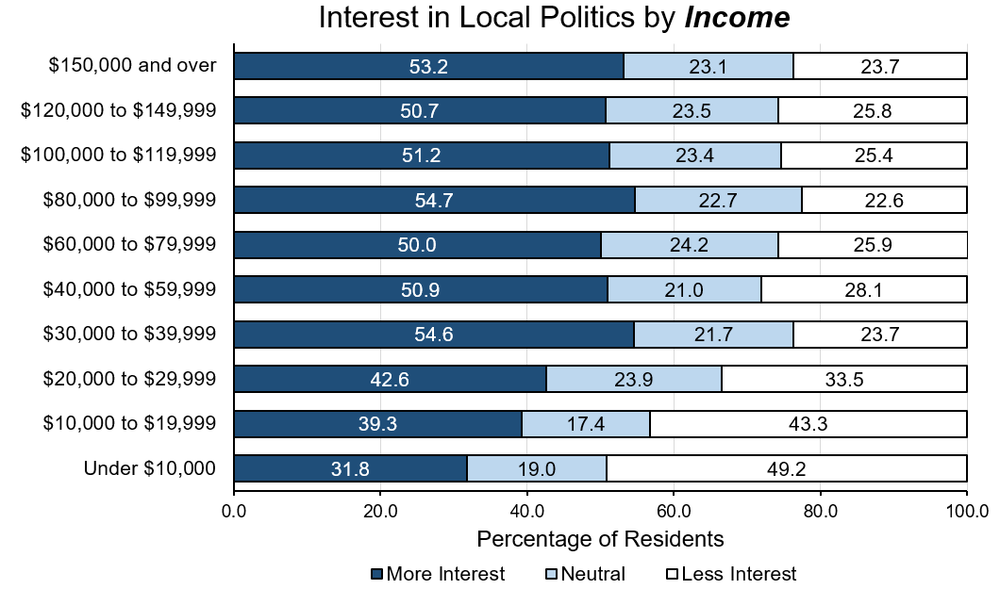 Interest in Local Politics by Income
$150,000 and over 53.2 23.1 23.7
$120,000 to $149,999 50.7 23.5 25.8
$100,000 to $119,999 51.2 23.4 25.4
$80,000 to $99,999 54.7 22.7 22.6
$60,000 to $79,999 50.0 24.2 25.9
$40,000 to $59,999 50.9 21.0 28.1
$30,000 to $39,999 54.6 21.7 23.7
$20,000 to $29,999 42.6 23.9 33.5
$10,000 to $19,999 39.3 17.4 43.3
Under $10,000 31.8 19.0 49.2
0.0 20.0 40.0 60.0 80.0 100.0
Percentage of Residents
More Interest Neutral Less Interest